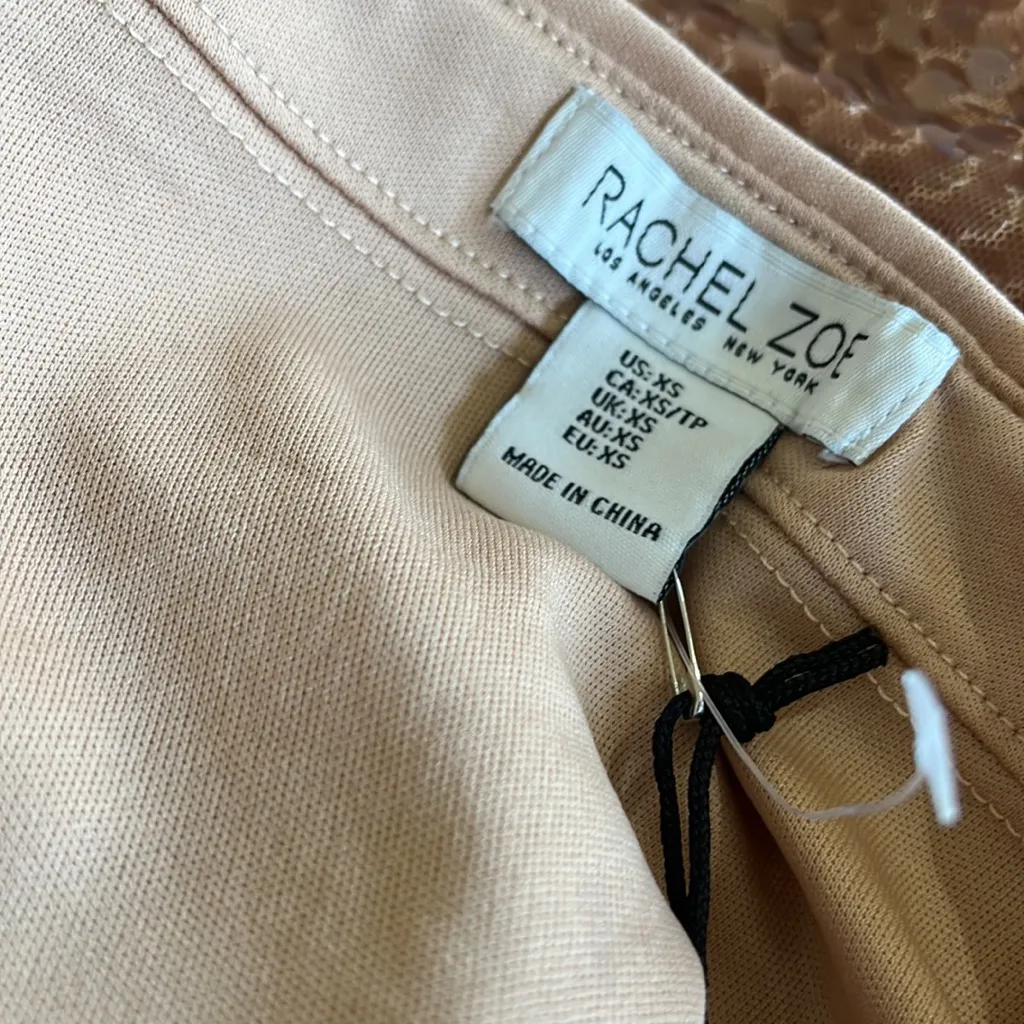 RACHEL ZOE
LOS ANGELES NEW YORK
US: XS
CA: XS/TP
UK: XS
AU: XS
EU: XS
MADE IN CHINA